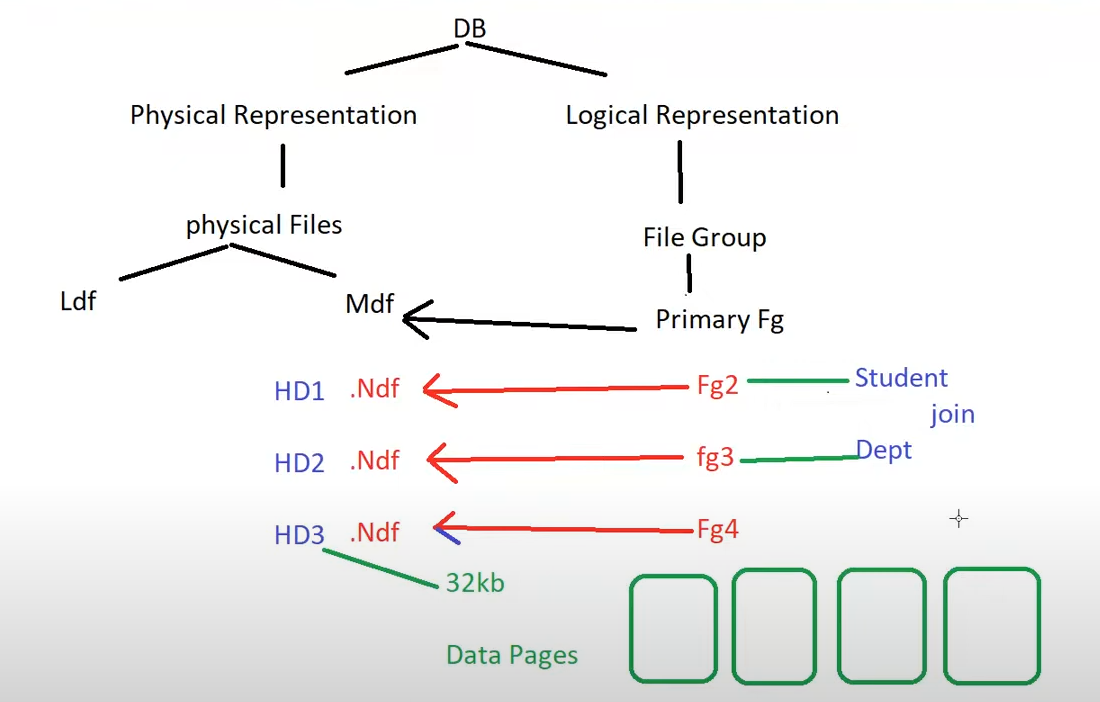 DB
Physical Representation
Logical Representation
physical Files
File Group
Ldf
Mdf
Primary Fg
HD1 .Ndf
Fg2
Student
join
HD2 .Ndf
fg3
Dept
HD3 .Ndf
Fg4
32kb
Data Pages